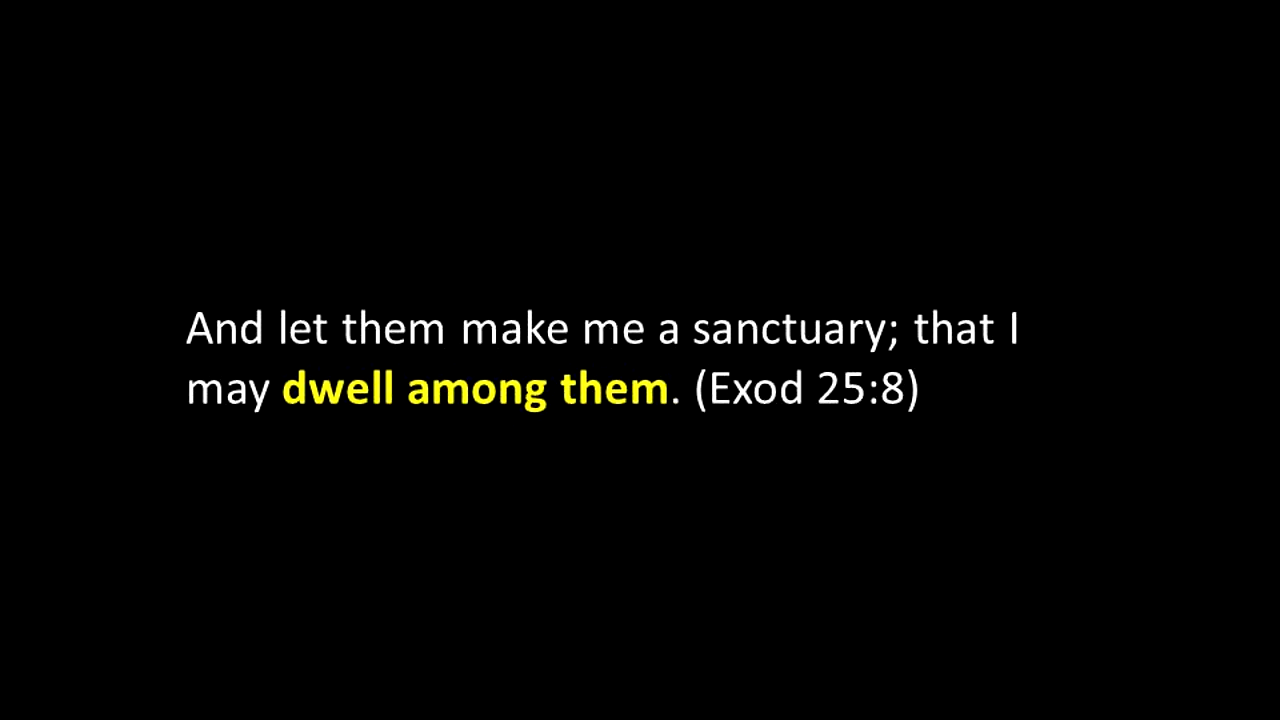 And let them make me a sanctuary; that I
may dwell among them. (Exod 25:8)